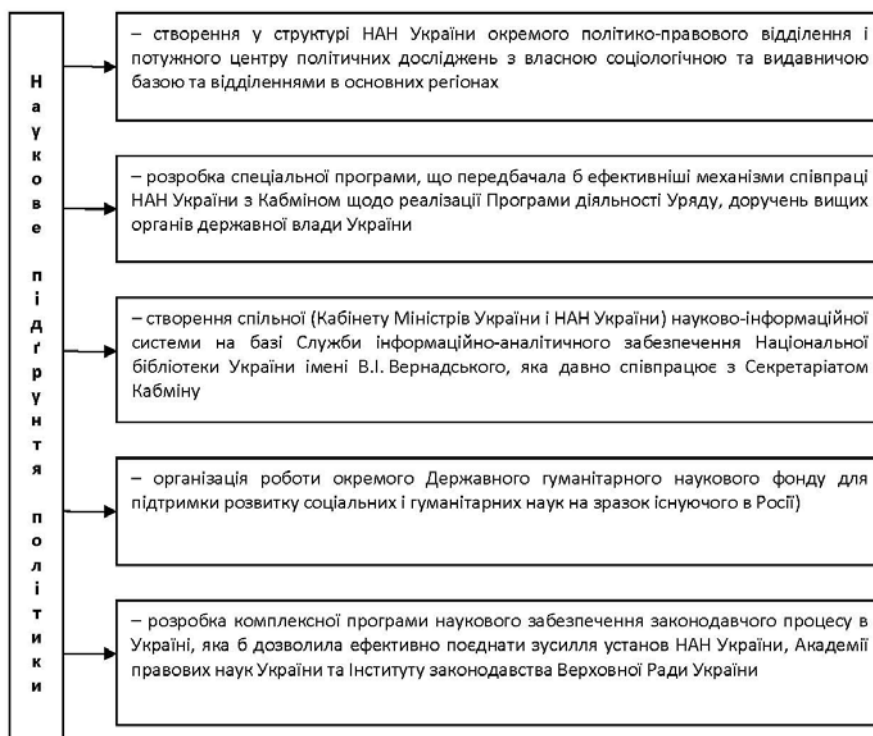 Наукове підґрунтя політики
– створення у структурі НАН України окремого політико-правового відділення і
потужного центру політичних досліджень з власною соціологічною та видавничою
базою та відділеннями в основних регіонах
– розробка спеціальної програми, що передбачала б ефективніші механізми співпраці
НАН України з Кабміном щодо реалізації Програми діяльності Уряду, доручень вищих
органів державної влади України
– створення спільної (Кабінету Міністрів України і НАН України) науково-інформаційної
системи на базі Служби інформаційно-аналітичного забезпечення Національної
бібліотеки України імені В.І. Вернадського, яка давно співпрацює з Секретаріатом
Кабміну
– організація роботи окремого Державного гуманітарного наукового фонду для
підтримки розвитку соціальних і гуманітарних наук на зразок існуючого в Росії)
– розробка комплексної програми наукового забезпечення законодавчого процесу в
Україні, яка б дозволила ефективно поєднати зусилля установ НАН України, Академії
правових наук України та Інституту законодавства Верховної Ради України